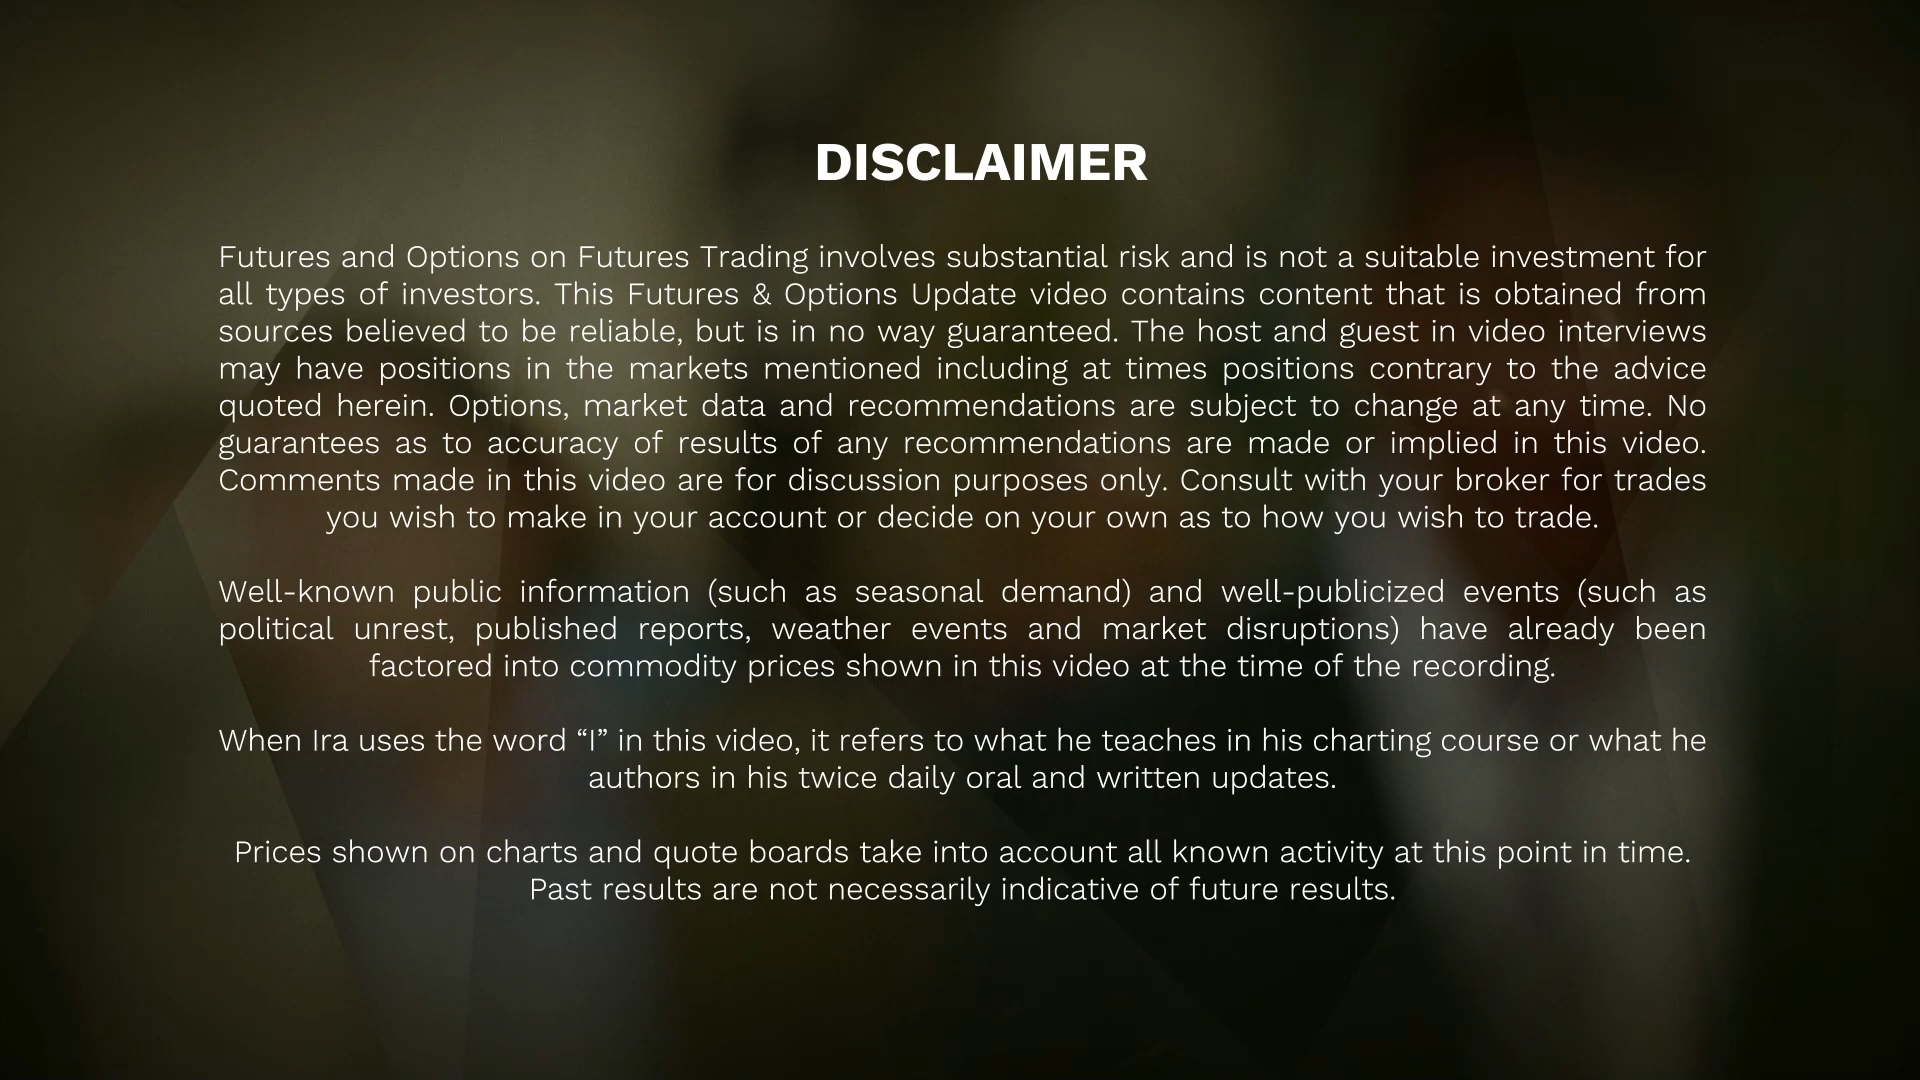 DISCLAIMER
Futures and Options on Futures Trading involves substantial risk and is not a suitable investment for
all types of investors. This Futures & Options Update video contains content that is obtained from
sources believed to be reliable, but is in no way guaranteed. The host and guest in video interviews
may have positions in the markets mentioned including at times positions contrary to the advice
quoted herein. Options, market data and recommendations are subject to change at any time. No
guarantees as to accuracy of results of any recommendations are made or implied in this video.
Comments made in this video are for discussion purposes only. Consult with your broker for trades
you wish to make in your account or decide on your own as to how you wish to trade.
Well-known public information (such as seasonal demand) and well-publicized events (such as
political unrest, published reports, weather events and market disruptions) have already been
factored into commodity prices shown in this video at the time of the recording.
When Ira uses the word “I” in this video, it refers to what he teaches in his charting course or what he
authors in his twice daily oral and written updates.
Prices shown on charts and quote boards take into account all known activity at this point in time.
Past results are not necessarily indicative of future results.